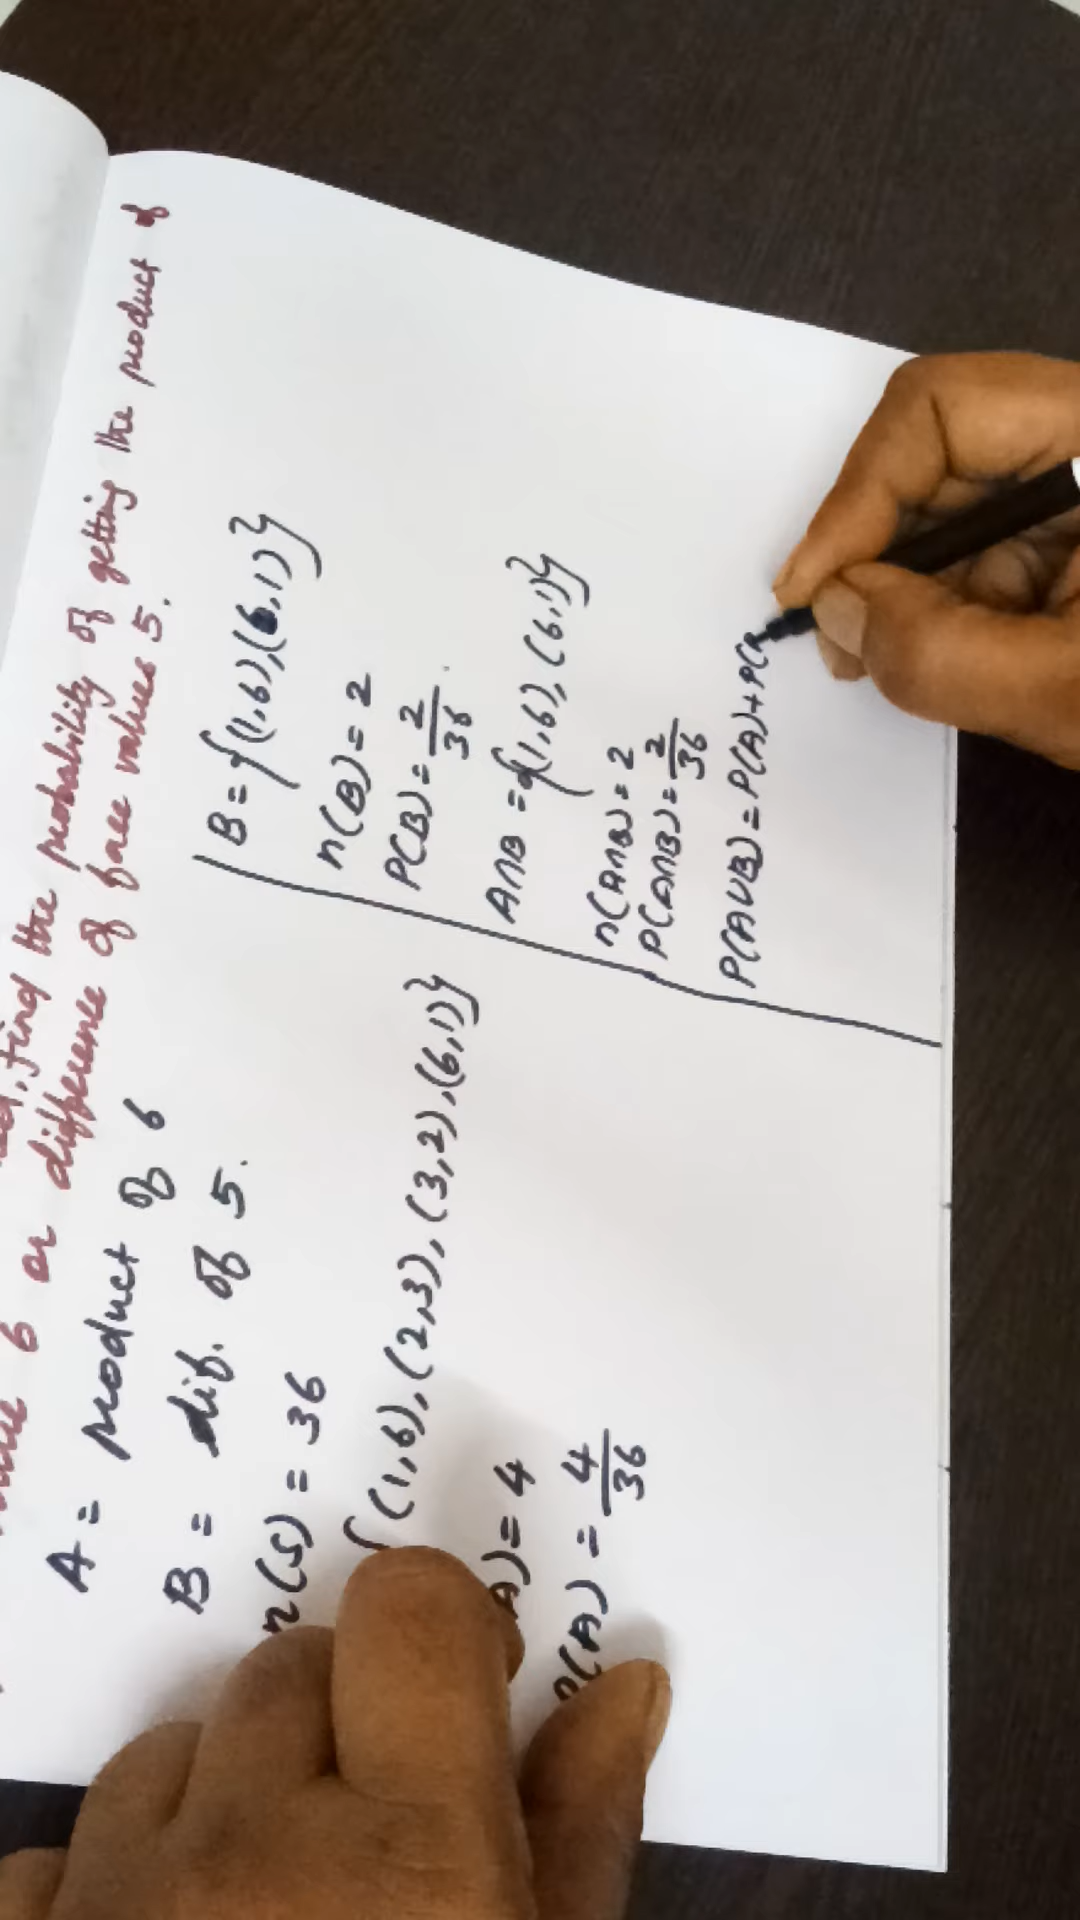 find the probability of getting the product of
6 or difference of face values 5.
A = product of 6
B = dif. of 5.
n(S) = 36
{(1,6),(2,3),(3,2),(6,1)}
A) = 4
(A) = 4/36
B = {(1,6),(6,1)}
n(B) = 2
P(B) = 2/36.
A∩B = {(1,6),(6,1)}
n(A∩B) = 2
P(A∩B) = 2/36
P(A∪B) = P(A)+P(